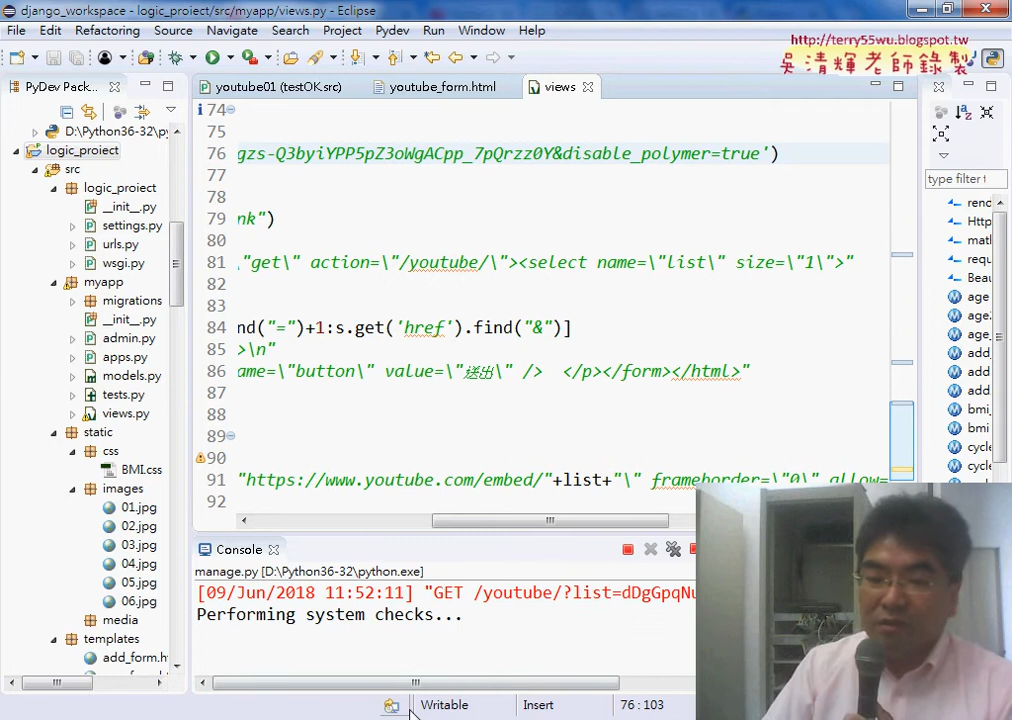 django_workspace - logic_proiect/src/myapp/views.py - Eclipse
File Edit Refactoring Source Navigate Search Project Pydev Run Window Help
http://terry55wu.blogspot.tw
吳清輝老師錄製
PyDev Pack...
youtube01 (testOK.src)
youtube_form.html
views
D:\Python36-32\py
logic_proiect
src
logic_proiect
__init__.py
settings.py
urls.py
wsgi.py
myapp
migrations
__init__.py
admin.py
apps.py
models.py
tests.py
views.py
static
css
BMI.css
images
01.jpg
02.jpg
03.jpg
04.jpg
05.jpg
06.jpg
media
templates
add_form.h
74
75
76 gzs-Q3byiYPP5pZ3oWgACpp_7pQrzz0Y&disable_polymer=true')
77
78
79 nk")
80
81 "get\" action=\"/youtube/\"><select name=\"list\" size=\"1\">"
82
83
84 nd("=")+1:s.get('href').find("&")]
85 >\n"
86 ame=\"button\" value=\"送出\" />  </p></form></html>"
87
88
89
90
91 "https://www.youtube.com/embed/"+list+"\" frameborder=\"0\" allow=
92
type filter t
rend
Http
math
requ
Beau
age
age2
age_
add_
add
add
add
bmi_
bmi
cycle
cycle
Console
manage.py [D:\Python36-32\python.exe]
[09/Jun/2018 11:52:11] "GET /youtube/?list=dDgGpqNu
Performing system checks...
Writable Insert 76 : 103